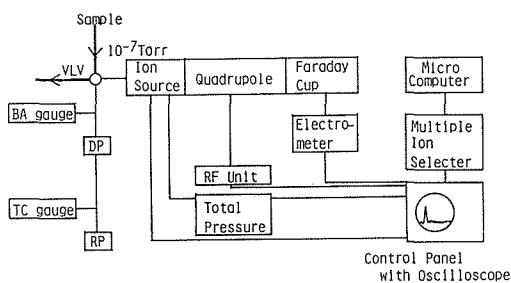 Sample
10⁻⁷Torr
VLV
Ion
Source
Quadrupole
Faraday
Cup
Micro
Computer
BA gauge
DP
Electro-
meter
Multiple
Ion
Selecter
RF Unit
TC gauge
Total
Pressure
RP
Control Panel
with Oscilloscope